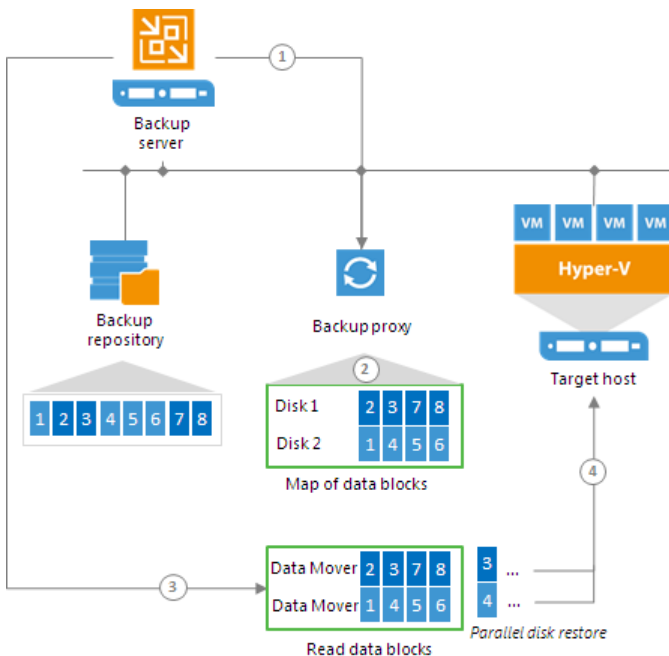 1
Backup
server
VM VM VM VM
Hyper-V
Backup
repository
Backup proxy
Target host
1 2 3 4 5 6 7 8
2
Disk 1 2 3 7 8
Disk 2 1 4 5 6
Map of data blocks
4
3
Data Mover 2 3 7 8
Data Mover 1 4 5 6
3 ...
4 ...
Parallel disk restore
Read data blocks